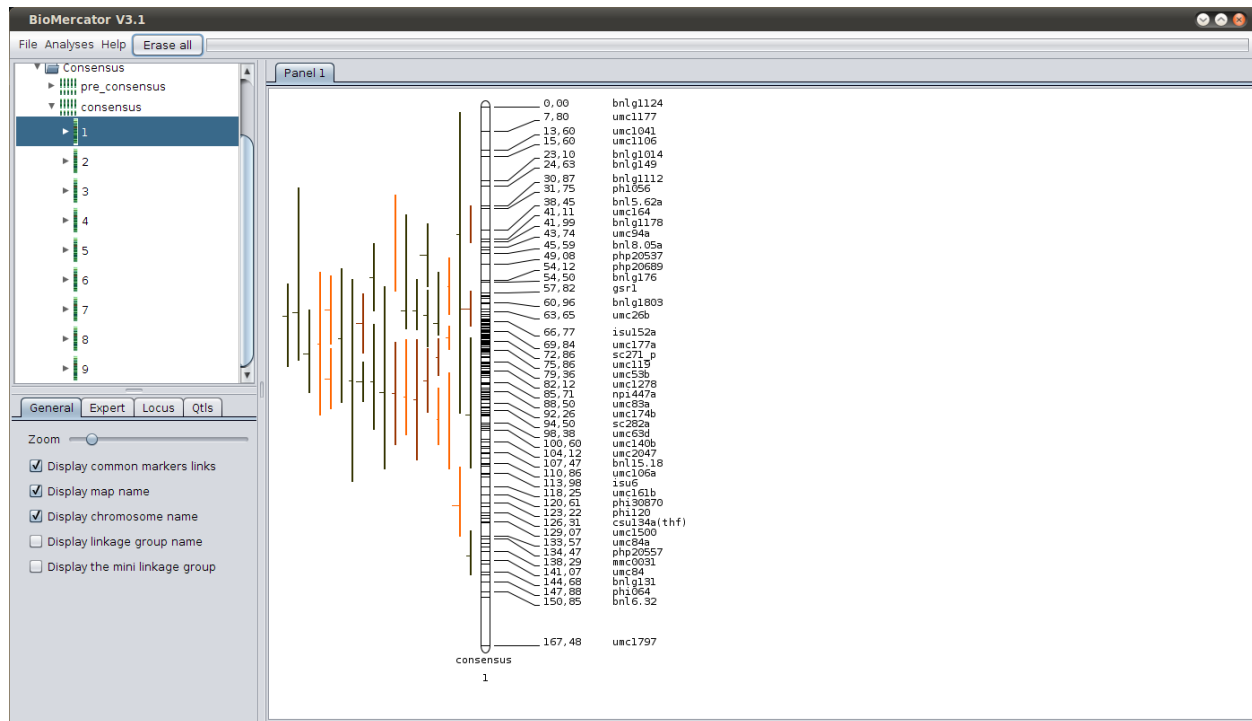 BioMercator V3.1
File Analyses Help Erase all
Consensus
pre_consensus
consensus
1
2
3
4
5
6
7
8
9
General Expert Locus Qtls
Zoom
Display common markers links
Display map name
Display chromosome name
Display linkage group name
Display the mini linkage group
Panel 1
0,00 bnlg1124
7,80 umc1177
13,60 umc1041
15,60 umc1106
23,10 bnlg1014
24,63 bnlg149
30,87 bnlg1112
31,75 ph1056
38,45 bnl5.62a
41,11 umc164
41,99 bnlg1178
43,74 umc94a
45,59 bnl8.05a
49,08 php20537
54,12 php20689
54,50 bnlg176
57,82 gsr1
60,96 bnlg1803
63,65 umc26b
66,77 isu152a
69,84 umc177a
72,86 sc271_p
75,86 umc119
79,36 umc53b
82,12 umc1278
85,71 npi447a
88,50 umc83a
92,26 umc174b
94,50 sc282a
98,38 umc63d
100,60 umc140b
104,12 umc2047
107,47 bnl15.18
110,86 umc106a
113,98 isu6
118,25 umc161b
120,61 phi30870
123,22 phi120
126,31 csu134a(thf)
129,07 umc1500
133,57 umc84a
134,47 php20557
138,29 mmc0031
141,07 umc84
144,68 bnlg131
147,88 phi064
150,85 bnl6.32
167,48 umc1797
consensus
1